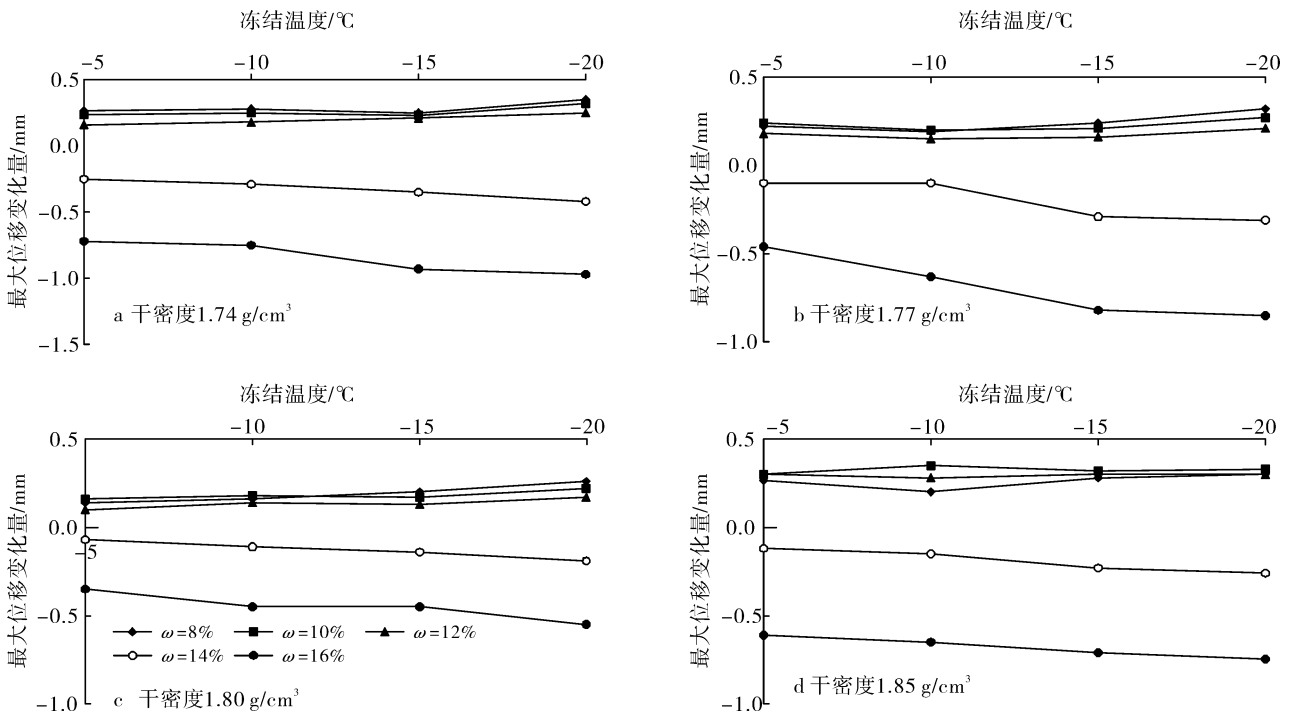 冻结温度/℃
-5 -10 -15 -20
0.5
0.0
-0.5
-1.0
-1.5
最大位移变化量/mm
a 干密度1.74 g/cm³
冻结温度/℃
-5 -10 -15 -20
0.5
0.0
-0.5
-1.0
最大位移变化量/mm
b 干密度1.77 g/cm³
冻结温度/℃
-10 -15 -20
0.5
0.0
-5
-0.5
-1.0
最大位移变化量/mm
ω=8% ω=10% ω=12%
ω=14% ω=16%
c 干密度1.80 g/cm³
冻结温度/℃
-5 -10 -15 -20
0.5
0.0
-0.5
-1.0
最大位移变化量/mm
d 干密度1.85 g/cm³